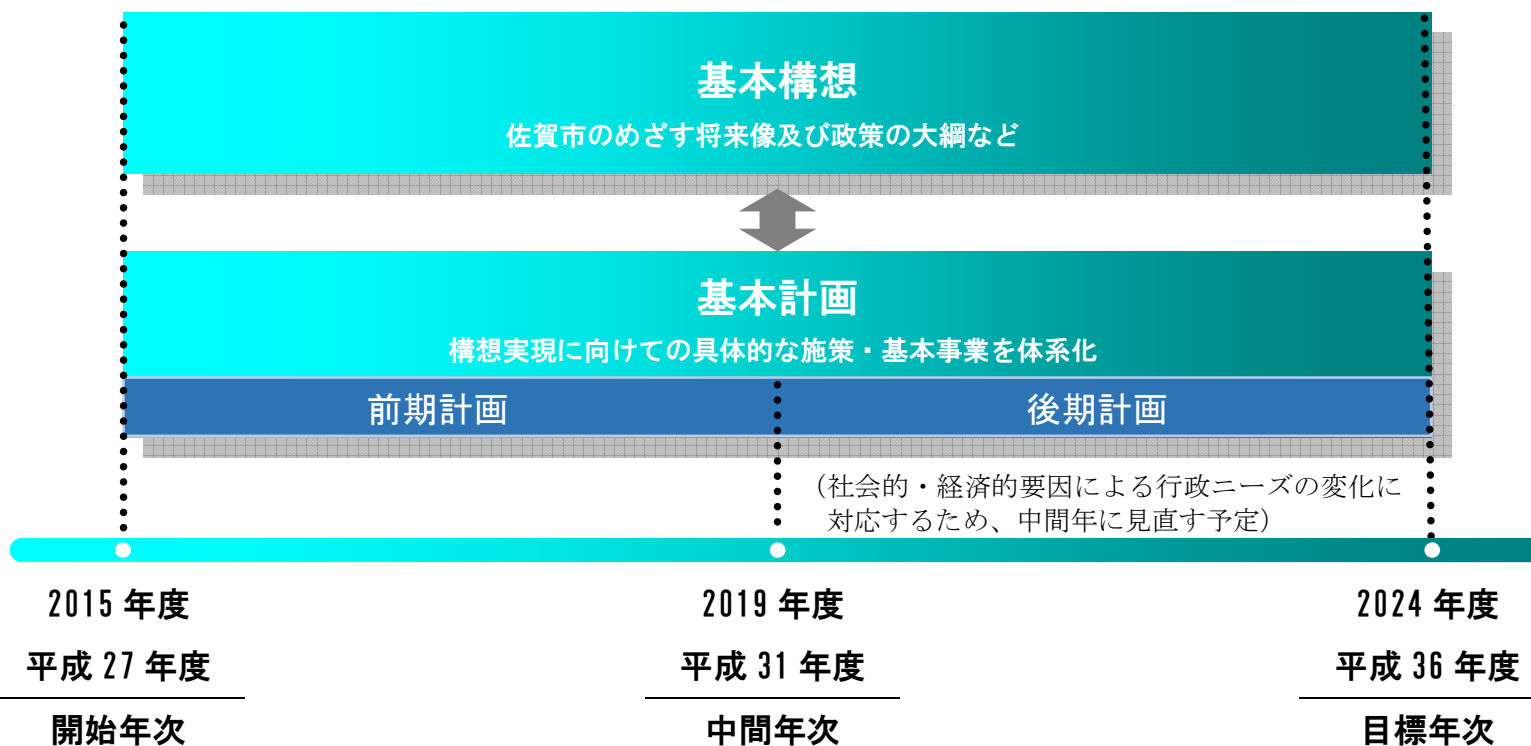 基本構想
佐賀市のめざす将来像及び政策の大綱など
基本計画
構想実現に向けての具体的な施策・基本事業を体系化
前期計画
後期計画
（社会的・経済的要因による行政ニーズの変化に
対応するため、中間年に見直す予定）
2015 年度
平成 27 年度
開始年次
2019 年度
平成 31 年度
中間年次
2024 年度
平成 36 年度
目標年次